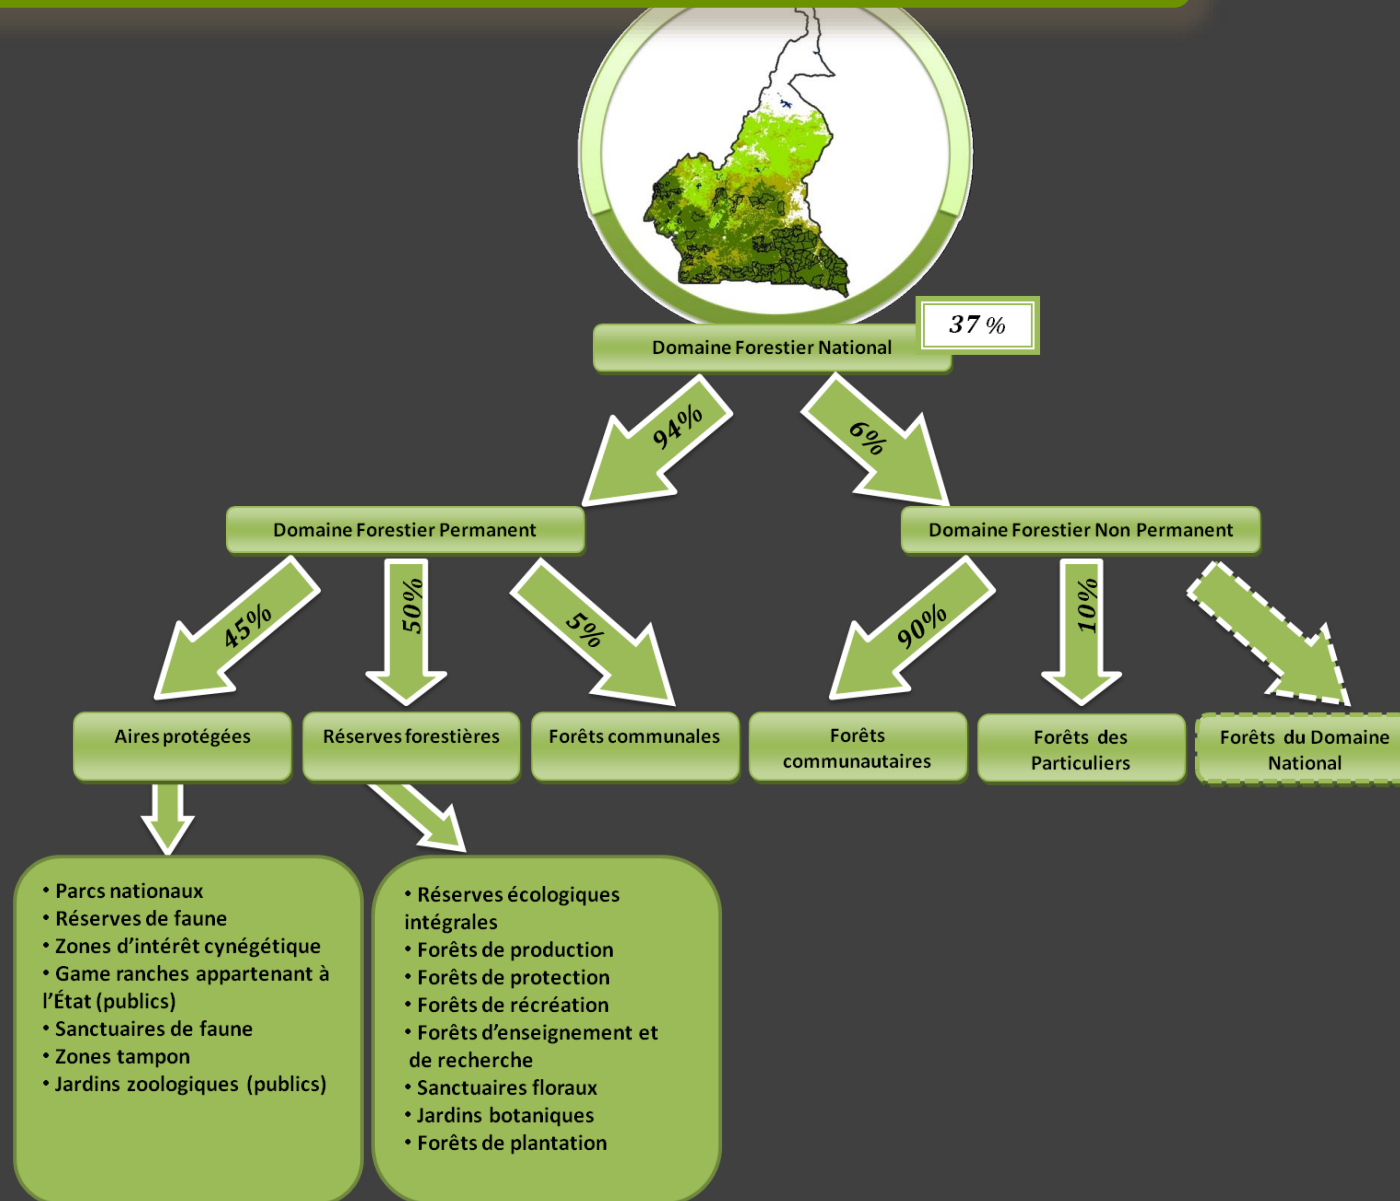 37 %
Domaine Forestier National
94%
6%
Domaine Forestier Permanent
Domaine Forestier Non Permanent
45%
50%
5%
90%
10%
Aires protégées
Réserves forestières
Forêts communales
Forêts
communautaires
Forêts des
Particuliers
Forêts du Domaine
National
• Parcs nationaux
• Réserves de faune
• Zones d’intérêt cynégétique
• Game ranches appartenant à
l’État (publics)
• Sanctuaires de faune
• Zones tampon
• Jardins zoologiques (publics)
• Réserves écologiques
intégrales
• Forêts de production
• Forêts de protection
• Forêts de récréation
• Forêts d’enseignement et
de recherche
• Sanctuaires floraux
• Jardins botaniques
• Forêts de plantation